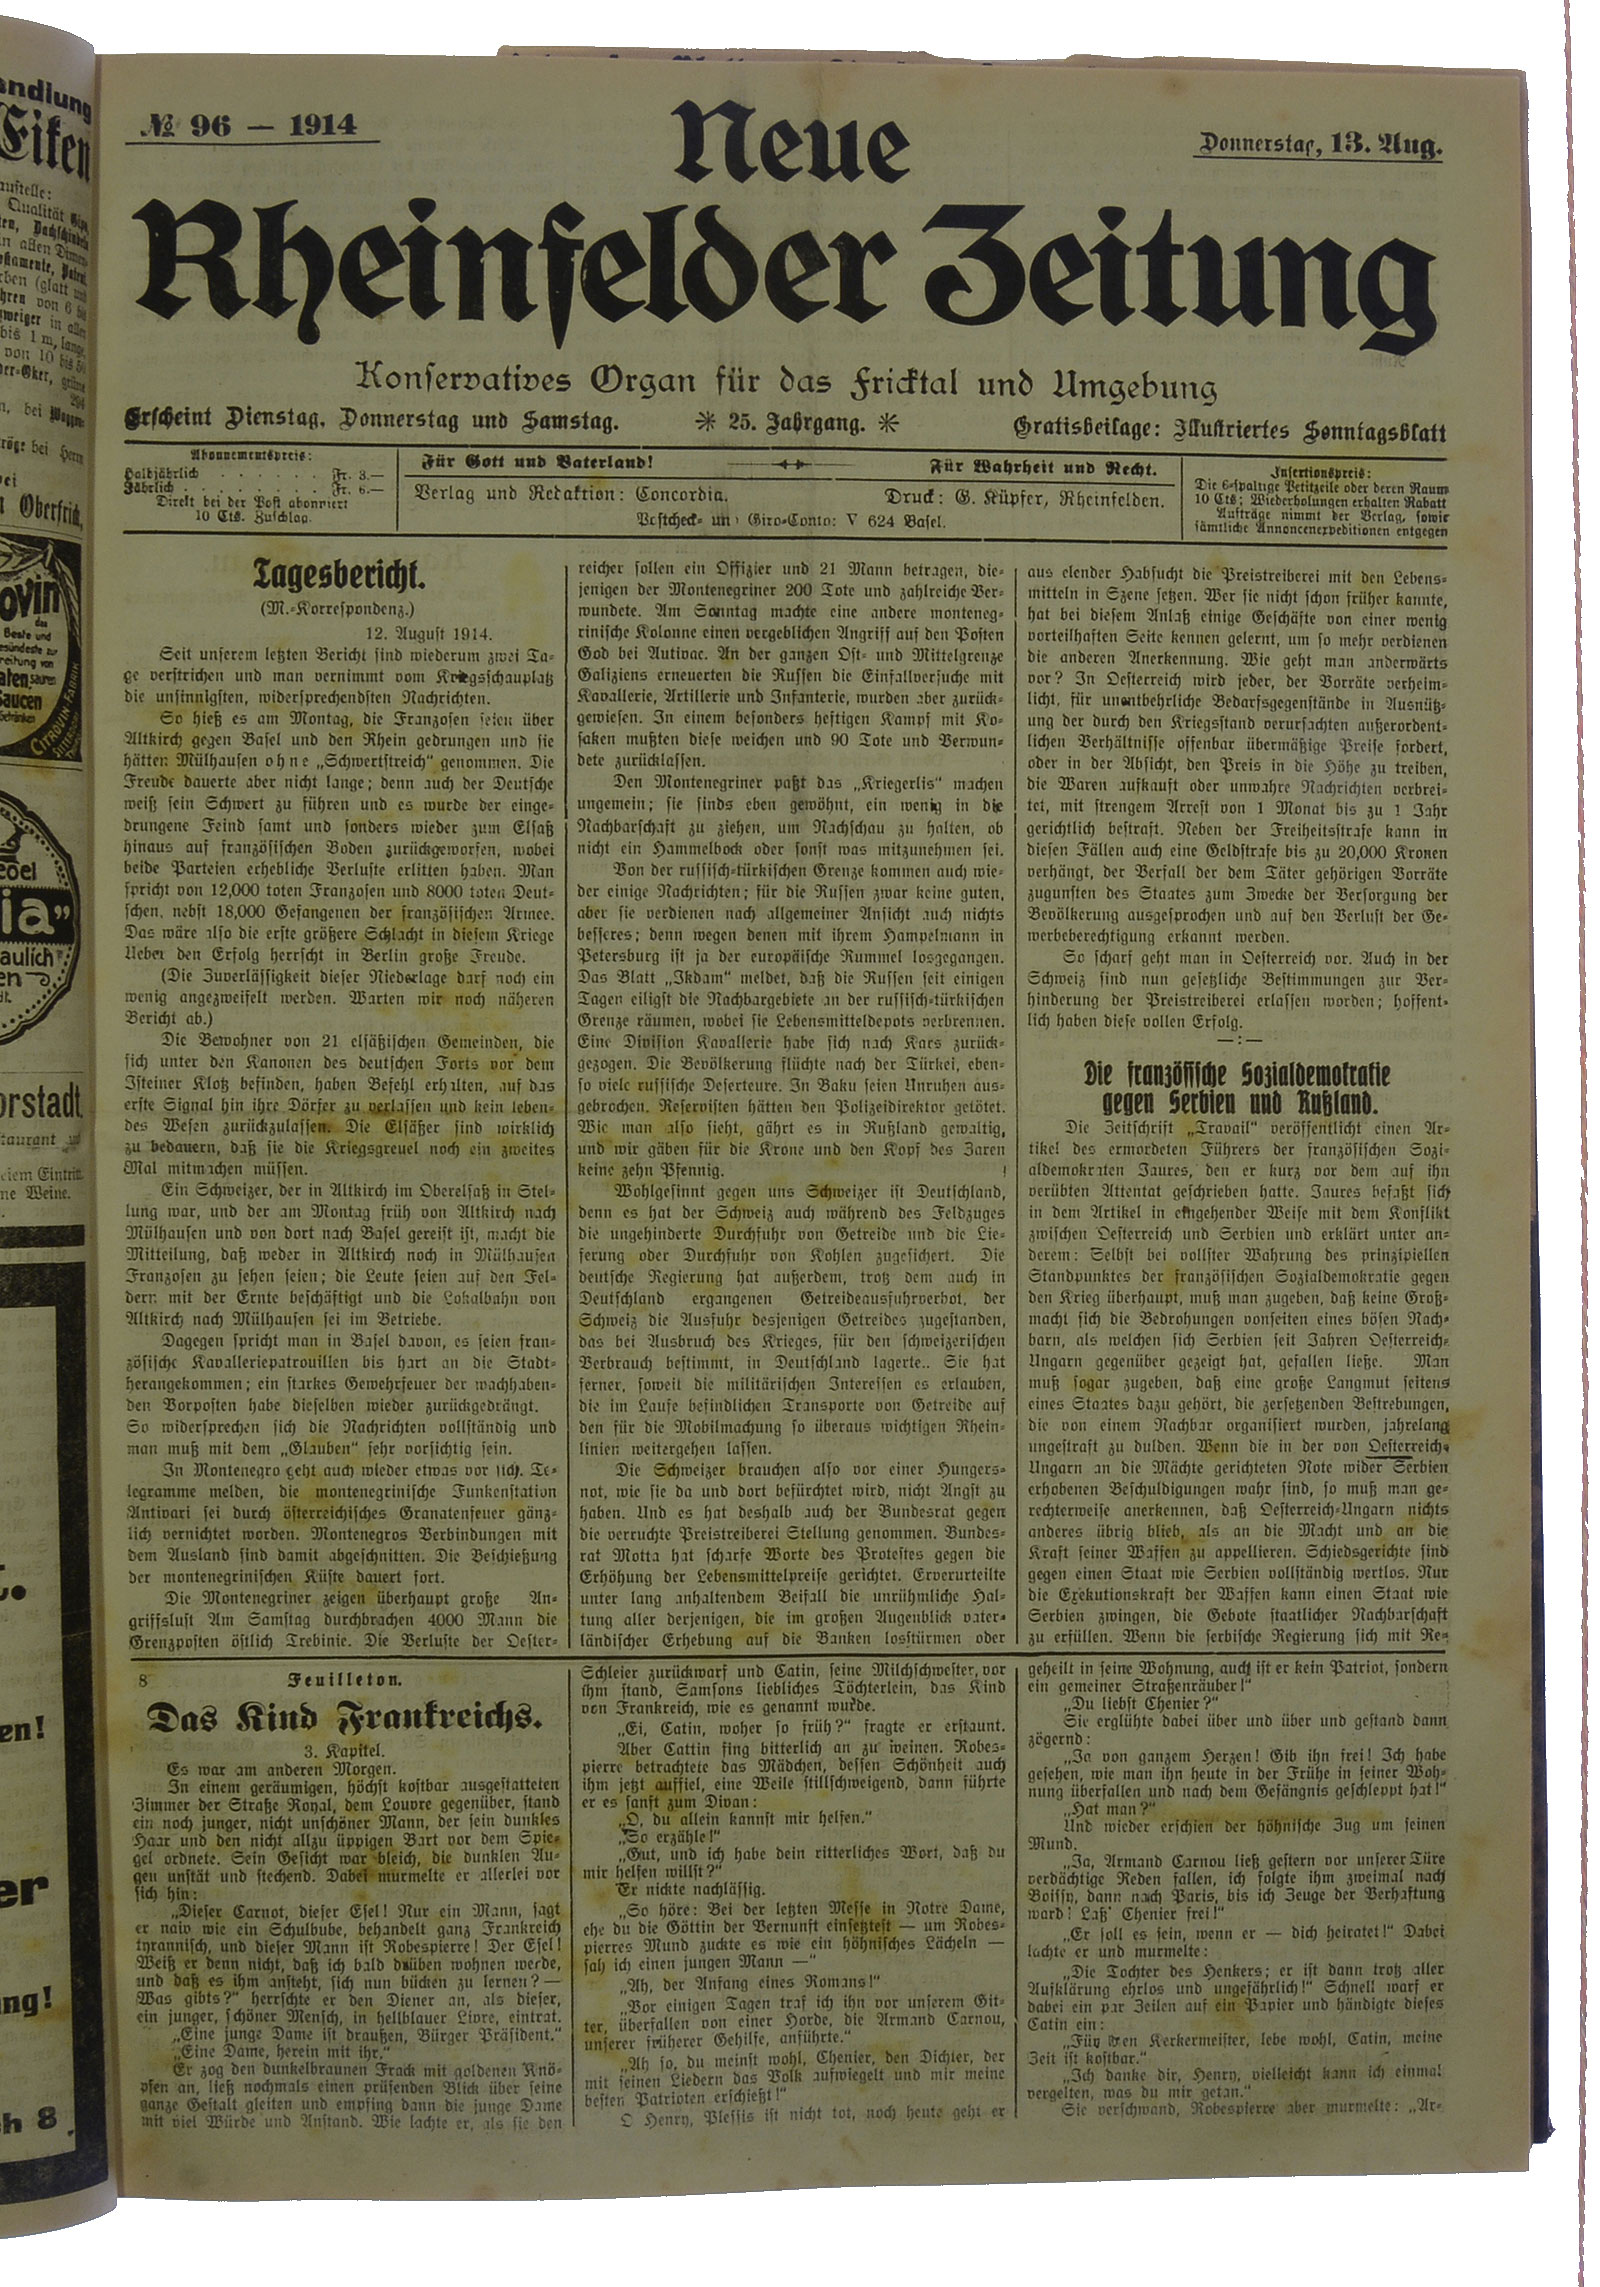 № 96 — 1914
Donnerstag, 13. Aug.
Neue
Rheinfelder Zeitung
Konservatives Organ für das Fricktal und Umgebung
Erscheint Dienstag, Donnerstag und Samstag.
✳ 25. Jahrgang. ✳
Gratisbeilage: Illustriertes Sonntagsblatt
Abonnementspreis:
Halbjährlich . . . . . . Fr. 3.—
Jährlich . . . . . . . Fr. 6.—
Direkt bei der Post abonniert
10 Cts. Zuschlag.
Für Gott und Vaterland!
Für Wahrheit und Recht.
Verlag und Redaktion: Concordia.
Druck: G. Küpfer, Rheinfelden.
Postcheck- und Giro-Conto: V 624 Basel.
Insertionspreis:
Die 6-spaltige Petitzeile oder deren Raum
10 Cts; Wiederholungen erhalten Rabatt
Aufträge nimmt der Verlag, sowie
sämtliche Annoncenexpeditionen entgegen
Tagesbericht.
(M.-Korrespondenz.)
12. August 1914.
Seit unserem letzten Bericht sind wiederum zwei Ta-
ge verstrichen und man vernimmt vom Kriegsschauplatz
die unsinnigsten, widersprechendsten Nachrichten.
So hieß es am Montag, die Franzosen seien über
Altkirch gegen Basel und den Rhein gedrungen und sie
hätten Mülhausen ohne „Schwertstreich“ genommen. Die
Freude dauerte aber nicht lange; denn auch der Deutsche
weiß sein Schwert zu führen und es wurde der einge-
drungene Feind samt und sonders wieder zum Elsaß
hinaus auf französischen Boden zurückgeworfen, wobei
beide Parteien erhebliche Verluste erlitten haben. Man
spricht von 12,000 toten Franzosen und 8000 toten Deut-
schen, nebst 18,000 Gefangenen der französischen Armee.
Das wäre also die erste größere Schlacht in diesem Kriege
Ueber den Erfolg herrscht in Berlin große Freude.
(Die Zuverlässigkeit dieser Niederlage darf noch ein
wenig angezweifelt werden. Warten wir noch näheren
Bericht ab.)
Die Bewohner von 21 elsäßischen Gemeinden, die
sich unter den Kanonen des deutschen Forts vor dem
Isteiner Klotz befinden, haben Befehl erhalten, auf das
erste Signal hin ihre Dörfer zu verlassen und kein leben-
des Wesen zurückzulassen. Die Elsäßer sind wirklich
zu bedauern, daß sie die Kriegsgreuel noch ein zweites
Mal mitmachen müssen.
Ein Schweizer, der in Altkirch im Oberelsaß in Stel-
lung war, und der am Montag früh von Altkirch nach
Mülhausen und von dort nach Basel gereist ist, macht die
Mitteilung, daß weder in Altkirch noch in Mülhausen
Franzosen zu sehen seien; die Leute seien auf den Fel-
dern mit der Ernte beschäftigt und die Lokalbahn von
Altkirch nach Mülhausen sei im Betriebe.
Dagegen spricht man in Basel davon, es seien fran-
zösische Kavalleriepatrouillen bis hart an die Stadt-
herangekommen; ein starkes Gewehrfeuer der wachhaben-
den Vorposten habe dieselben wieder zurückgedrängt.
So widersprechen sich die Nachrichten vollständig und
man muß mit dem „Glauben“ sehr vorsichtig sein.
In Montenegro geht auch wieder etwas vor sich. Te-
legramme melden, die montenegrinische Funkenstation
Antivari sei durch österreichisches Granatenfeuer gänz-
lich vernichtet worden. Montenegros Verbindungen mit
dem Ausland sind damit abgeschnitten. Die Beschießung
der montenegrinischen Küste dauert fort.
Die Montenegriner zeigen überhaupt große An-
griffslust Am Samstag durchbrachen 4000 Mann die
Grenzposten östlich Trebinie. Die Verluste der Oester-
reicher sollen ein Offizier und 21 Mann betragen, die-
jenigen der Montenegriner 200 Tote und zahlreiche Ver-
wundete. Am Sonntag machte eine andere monteneg-
rinische Kolonne einen vergeblichen Angriff auf den Posten
God bei Autivac. An der ganzen Ost- und Mittelgrenze
Galiziens erneuerten die Russen die Einfallversuche mit
Kavallerie, Artillerie und Infanterie, wurden aber zurück-
gewiesen. In einem besonders heftigen Kampf mit Ko-
saken mußten diese weichen und 90 Tote und Verwun-
dete zurücklassen.
Den Montenegriner paßt das „Kriegerlis“ machen
ungemein; sie sinds eben gewöhnt, ein wenig in die
Nachbarschaft zu ziehen, um Nachschau zu halten, ob
nicht ein Hammelbock oder sonst was mitzunehmen sei.
Von der russisch-türkischen Grenze kommen auch wie-
der einige Nachrichten; für die Russen zwar keine guten,
aber sie verdienen nach allgemeiner Ansicht auch nichts
besseres; denn wegen denen mit ihrem Hampelmann in
Petersburg ist ja der europäische Rummel losgegangen.
Das Blatt „Ikdam“ meldet, daß die Russen seit einigen
Tagen eiligst die Nachbargebiete an der russisch-türkischen
Grenze räumen, wobei sie Lebensmitteldepots verbrennen.
Eine Division Kavallerie habe sich nach Kars zurück-
gezogen. Die Bevölkerung flüchte nach der Türkei, eben-
so viele russische Deserteure. In Baku seien Unruhen aus-
gebrochen. Reservisten hätten den Polizeidirektor getötet.
Wie man also sieht, gährt es in Rußland gewaltig,
und wir gäben für die Krone und den Kopf des Zaren
keine zehn Pfennig.
Wohlgesinnt gegen uns Schweizer ist Deutschland,
denn es hat der Schweiz auch während des Feldzuges
die ungehinderte Durchfuhr von Getreide und die Lie-
ferung oder Durchfuhr von Kohlen zugesichert. Die
deutsche Regierung hat außerdem, trotz dem auch in
Deutschland ergangenen Getreideausfuhrverbot, der
Schweiz die Ausfuhr desjenigen Getreides zugestanden,
das bei Ausbruch des Krieges, für den schweizerischen
Verbrauch bestimmt, in Deutschland lagerte.. Sie hat
ferner, soweit die militärischen Interessen es erlauben,
die im Laufe befindlichen Transporte von Getreide auf
den für die Mobilmachung so überaus wichtigen Rhein-
linien weitergehen lassen.
Die Schweizer brauchen also vor einer Hungers-
not, wie sie da und dort befürchtet wird, nicht Angst zu
haben. Und es hat deshalb auch der Bundesrat gegen
die verruchte Preistreiberei Stellung genommen. Bundes-
rat Motta hat scharfe Worte des Protestes gegen die
Erhöhung der Lebensmittelpreise gerichtet. Erverurteilte
unter lang anhaltendem Beifall die unrühmliche Hal-
tung aller derjenigen, die im großen Augenblick vater-
ländischer Erhebung auf die Banken losstürmen oder
aus elender Habsucht die Preistreiberei mit den Lebens-
mitteln in Szene setzen. Wer sie nicht schon früher kannte,
hat bei diesem Anlaß einige Geschäfte von einer wenig
vorteilhaften Seite kennen gelernt, um so mehr verdienen
die anderen Anerkennung. Wie geht man anderwärts
vor? In Oesterreich wird jeder, der Vorräte verheim-
licht, für unentbehrliche Bedarfsgegenstände in Ausnütz-
ung der durch den Kriegsstand verursachten außerordent-
lichen Verhältnisse offenbar übermäßige Preise fordert,
oder in der Absicht, den Preis in die Höhe zu treiben,
die Waren aufkauft oder unwahre Nachrichten verbrei-
tet, mit strengem Arrest von 1 Monat bis zu 1 Jahr
gerichtlich bestraft. Neben der Freiheitsstrafe kann in
diesen Fällen auch eine Geldstrafe bis zu 20,000 Kronen
verhängt, der Verfall der dem Täter gehörigen Vorräte
zugunsten des Staates zum Zwecke der Versorgung der
Bevölkerung ausgesprochen und auf den Verlust der Ge-
werbeberechtigung erkannt werden.
So scharf geht man in Oesterreich vor. Auch in der
Schweiz sind nun gesetzliche Bestimmungen zur Ver-
hinderung der Preistreiberei erlassen worden; hoffent-
lich haben diese vollen Erfolg.
—:—
Die französische Sozialdemokratie
gegen Serbien und Rußland.
Die Zeitschrift „Travail“ veröffentlicht einen Ar-
tikel des ermordeten Führers der französischen Sozi-
aldemokraten Jaures, den er kurz vor dem auf ihn
verübten Attentat geschrieben hatte. Jaures befaßt sich
in dem Artikel in eingehender Weise mit dem Konflikt
zwischen Oesterreich und Serbien und erklärt unter an-
derem: Selbst bei vollster Wahrung des prinzipiellen
Standpunktes der französischen Sozialdemokratie gegen
den Krieg überhaupt, muß man zugeben, daß keine Groß-
macht sich die Bedrohungen vonseiten eines bösen Nach-
barn, als welchen sich Serbien seit Jahren Oesterreich-
Ungarn gegenüber gezeigt hat, gefallen ließe. Man
muß sogar zugeben, daß eine große Langmut seitens
eines Staates dazu gehört, die zersetzenden Bestrebungen,
die von einem Nachbar organisiert wurden, jahrelang
ungestraft zu dulden. Wenn die in der von Oesterreich-
Ungarn an die Mächte gerichteten Note wider Serbien
erhobenen Beschuldigungen wahr sind, so muß man ge-
rechterweise anerkennen, daß Oesterreich-Ungarn nichts
anderes übrig blieb, als an die Macht und an die
Kraft seiner Waffen zu appellieren. Schiedsgerichte sind
gegen einen Staat wie Serbien vollständig wertlos. Nur
die Exekutionskraft der Waffen kann einen Staat wie
Serbien zwingen, die Gebote staatlicher Nachbarschaft
zu erfüllen. Wenn die serbische Regierung sich mit Re-
8
Feuilleton.
Das Kind Frankreichs.
3. Kapitel.
Es war am anderen Morgen.
In einem geräumigen, höchst kostbar ausgestatteten
Zimmer der Straße Royal, dem Louvre gegenüber, stand
ein noch junger, nicht unschöner Mann, der sein dunkles
Haar und den nicht allzu üppigen Bart vor dem Spie-
gel ordnete. Sein Gesicht war bleich, die dunklen Au-
gen unstät und stechend. Dabei murmelte er allerlei vor
sich hin:
„Dieser Carnot, dieser Esel! Nur ein Mann, sagt
er naiv wie ein Schulbube, behandelt ganz Frankreich
tyrannisch, und dieser Mann ist Robespierre! Der Esel!
Weiß er denn nicht, daß ich bald drüben wohnen werde,
und daß es ihm ansteht, sich nun bücken zu lernen? —
Was gibts?“ herrschte er den Diener an, als dieser,
ein junger, schöner Mensch, in hellblauer Livre, eintrat.
„Eine junge Dame ist draußen, Bürger Präsident.“
„Eine Dame, herein mit ihr.“
Er zog den dunkelbraunen Frack mit goldenen Knö-
pfen an, ließ nochmals einen prüfenden Blick über seine
ganze Gestalt gleiten und empfing dann die junge Dame
mit viel Würde und Anstand. Wie lachte er, als sie den
Schleier zurückwarf und Catin, seine Milchschwester, vor
ihm stand, Samsons liebliches Töchterlein, das Kind
von Frankreich, wie es genannt wurde.
„Ei, Catin, woher so früh?“ fragte er erstaunt.
Aber Cattin fing bitterlich an zu weinen. Robes-
pierre betrachtete das Mädchen, dessen Schönheit auch
ihm jetzt auffiel, eine Weile stillschweigend, dann führte
er es sanft zum Divan:
„O, du allein kannst mir helfen.“
„So erzähle!“
„Gut, und ich habe dein ritterliches Wort, daß du
mir helfen willst?“
Er nickte nachlässig.
„So höre: Bei der letzten Messe in Notre Dame,
ehe du die Göttin der Vernunft einsetztest — um Robes-
pierres Mund zuckte es wie ein höhnisches Lächeln —
sah ich einen jungen Mann —“
„Ah, der Anfang eines Romans!“
„Vor einigen Tagen traf ich ihn vor unserem Git-
ter, überfallen von einer Horde, die Armand Carnou,
unserer früherer Gehilfe, anführte.“
„Ah so, du meinst wohl, Chenier, den Dichter, der
mit seinen Liedern das Volk aufwiegelt und mir meine
besten Patrioten erschießt!“
O Henry, Plessis ist nicht tot, noch heute geht er
geheilt in seine Wohnung, auch ist er kein Patriot, sondern
ein gemeiner Straßenräuber!“
„Du liebst Chenier?“
Sie erglühte dabei über und über und gestand dann
zögernd:
„Ja von ganzem Herzen! Gib ihn frei! Ich habe
gesehen, wie man ihn heute in der Frühe in seiner Woh-
nung überfallen und nach dem Gefängnis geschleppt hat!“
„Hat man?“
Und wieder erschien der höhnische Zug um seinen
Mund.
„Ja, Armand Carnou ließ gestern vor unserer Türe
verdächtige Reden fallen, ich folgte ihm zweimal nach
Boissy, dann nach Paris, bis ich Zeuge der Verhaftung
ward! Laß' Chenier frei!“
„Er soll es sein, wenn er — dich heiratet!“ Dabei
lachte er und murmelte:
„Die Tochter des Henkers; er ist dann trotz aller
Aufklärung ehrlos und ungefährlich!“ Schnell warf er
dabei ein par Zeilen auf ein Papier und händigte dieses
Catin ein:
„Für den Kerkermeister, lebe wohl, Catin, meine
Zeit ist kostbar.“
„Ich danke dir, Henry, vielleicht kann ich einmal
vergelten, was du mir getan.“
Sie verschwand, Robespierre aber murmelte: „Ar-